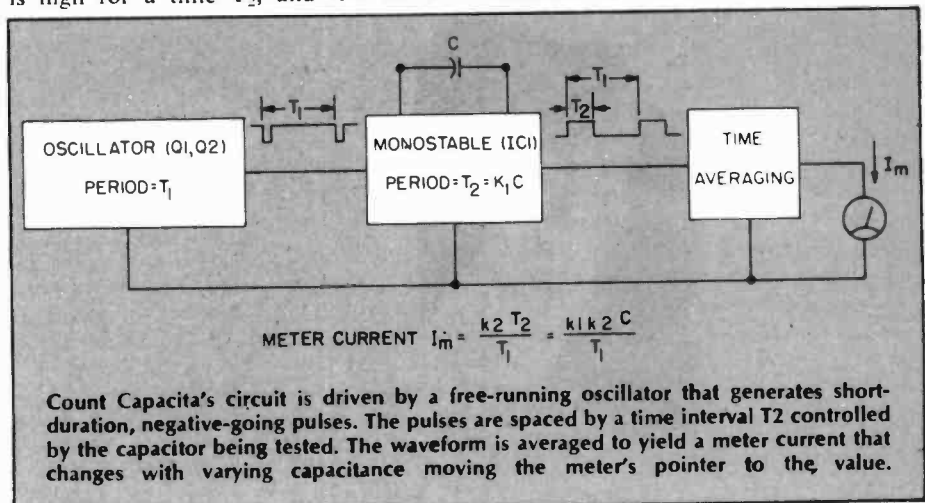 is high for a time T2, and
C
T1
T1
T2
OSCILLATOR (Q1,Q2)
PERIOD=T1
MONOSTABLE (IC1)
PERIOD=T2=K1C
TIME
AVERAGING
Im
METER CURRENT Im = k2 T2 / T1 = k1k2 C / T1
Count Capacita's circuit is driven by a free-running oscillator that generates short-
duration, negative-going pulses. The pulses are spaced by a time interval T2 controlled
by the capacitor being tested. The waveform is averaged to yield a meter current that
changes with varying capacitance moving the meter's pointer to the value.